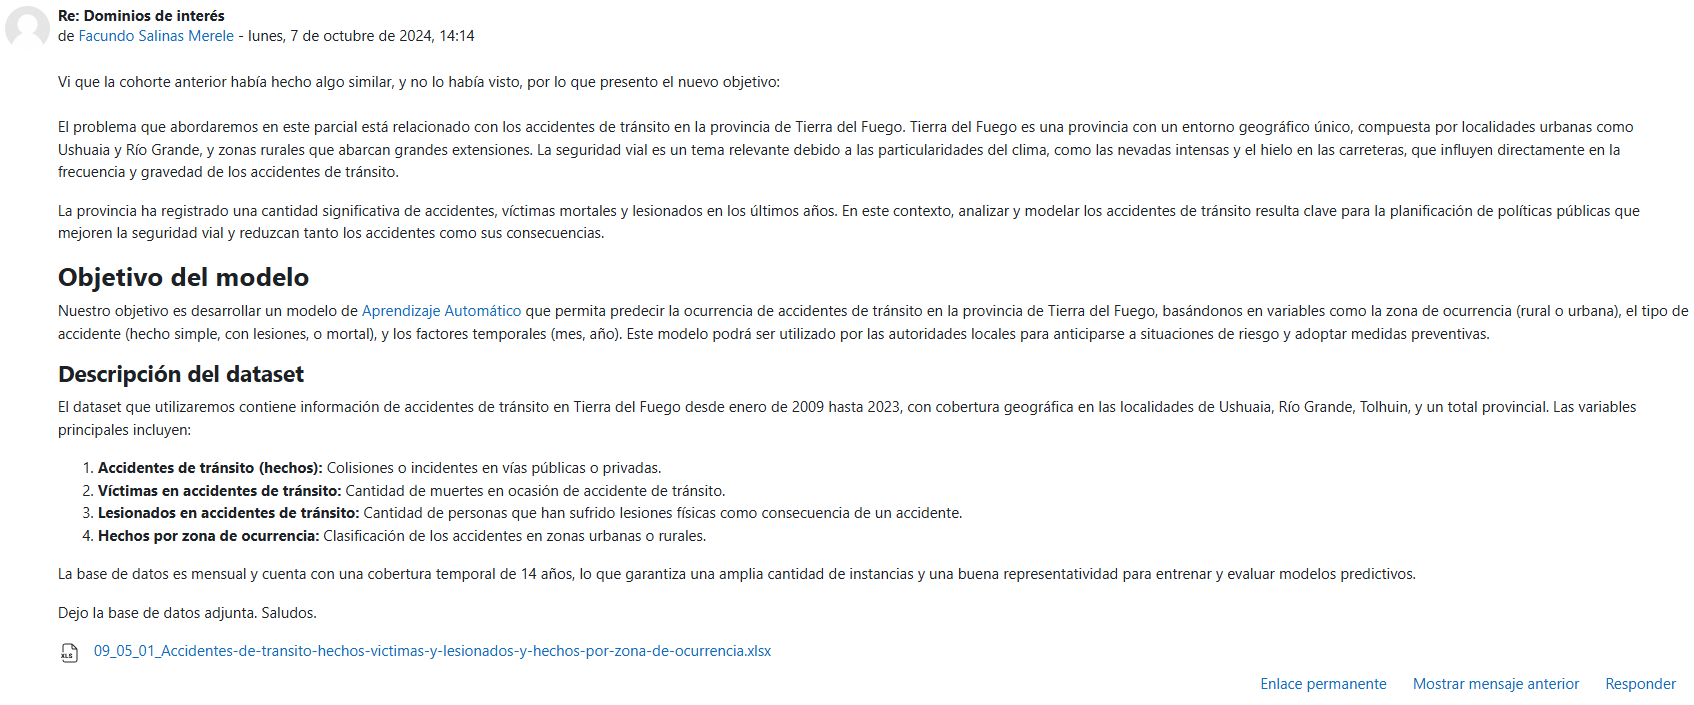 Re: Dominios de interés
de Facundo Salinas Merele - lunes, 7 de octubre de 2024, 14:14
Vi que la cohorte anterior había hecho algo similar, y no lo había visto, por lo que presento el nuevo objetivo:
El problema que abordaremos en este parcial está relacionado con los accidentes de tránsito en la provincia de Tierra del Fuego. Tierra del Fuego es una provincia con un entorno geográfico único, compuesta por localidades urbanas como
Ushuaia y Río Grande, y zonas rurales que abarcan grandes extensiones. La seguridad vial es un tema relevante debido a las particularidades del clima, como las nevadas intensas y el hielo en las carreteras, que influyen directamente en la
frecuencia y gravedad de los accidentes de tránsito.
La provincia ha registrado una cantidad significativa de accidentes, víctimas mortales y lesionados en los últimos años. En este contexto, analizar y modelar los accidentes de tránsito resulta clave para la planificación de políticas públicas que
mejoren la seguridad vial y reduzcan tanto los accidentes como sus consecuencias.
Objetivo del modelo
Nuestro objetivo es desarrollar un modelo de Aprendizaje Automático que permita predecir la ocurrencia de accidentes de tránsito en la provincia de Tierra del Fuego, basándonos en variables como la zona de ocurrencia (rural o urbana), el tipo de
accidente (hecho simple, con lesiones, o mortal), y los factores temporales (mes, año). Este modelo podrá ser utilizado por las autoridades locales para anticiparse a situaciones de riesgo y adoptar medidas preventivas.
Descripción del dataset
El dataset que utilizaremos contiene información de accidentes de tránsito en Tierra del Fuego desde enero de 2009 hasta 2023, con cobertura geográfica en las localidades de Ushuaia, Río Grande, Tolhuin, y un total provincial. Las variables
principales incluyen:
1. Accidentes de tránsito (hechos): Colisiones o incidentes en vías públicas o privadas.
2. Víctimas en accidentes de tránsito: Cantidad de muertes en ocasión de accidente de tránsito.
3. Lesionados en accidentes de tránsito: Cantidad de personas que han sufrido lesiones físicas como consecuencia de un accidente.
4. Hechos por zona de ocurrencia: Clasificación de los accidentes en zonas urbanas o rurales.
La base de datos es mensual y cuenta con una cobertura temporal de 14 años, lo que garantiza una amplia cantidad de instancias y una buena representatividad para entrenar y evaluar modelos predictivos.
Dejo la base de datos adjunta. Saludos.
XLS 09_05_01_Accidentes-de-transito-hechos-victimas-y-lesionados-y-hechos-por-zona-de-ocurrencia.xlsx
Enlace permanente Mostrar mensaje anterior Responder